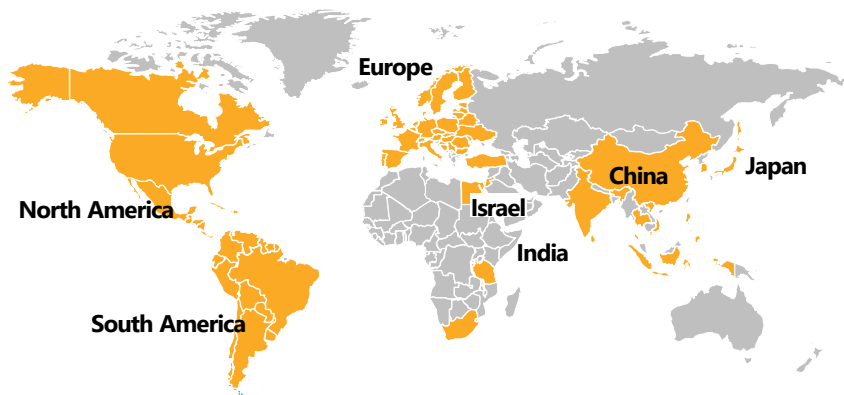 Europe
Japan
China
North America
Israel
India
South America